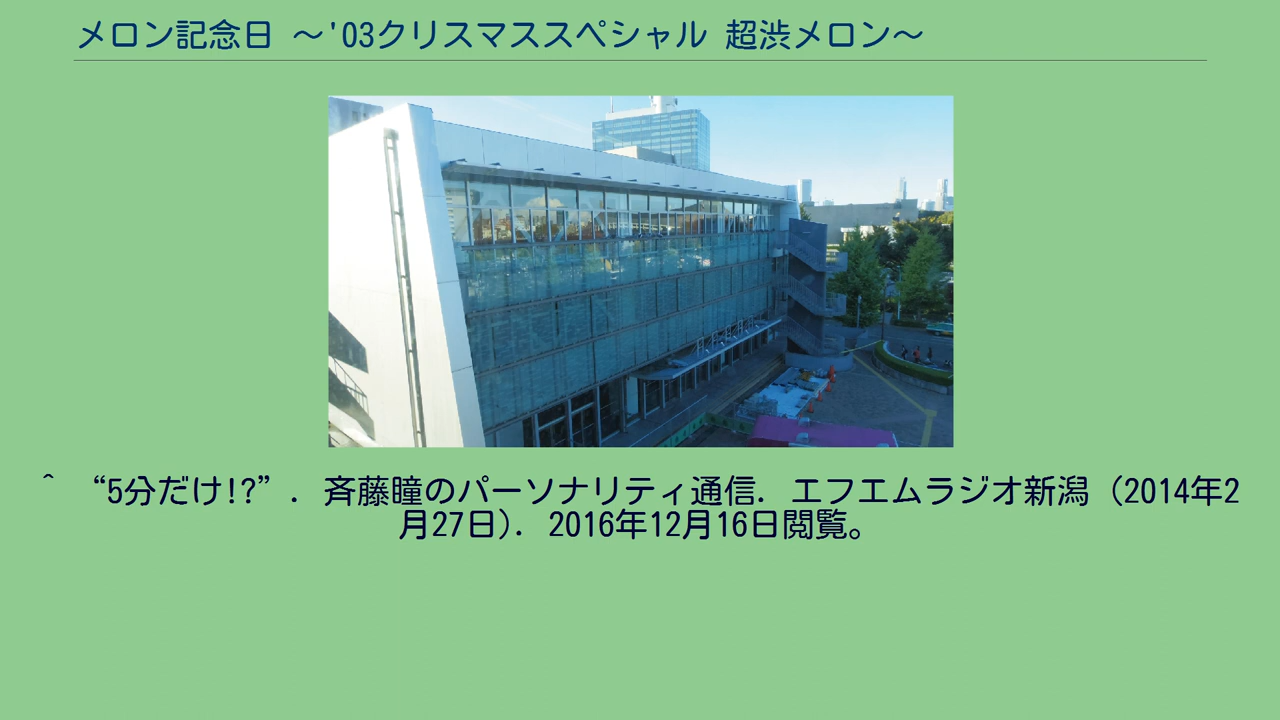 メロン記念日 ～'03クリスマススペシャル 超渋メロン～
^ “5分だけ!?”. 斉藤瞳のパーソナリティ通信. エフエムラジオ新潟 (2014年2
月27日). 2016年12月16日閲覧。